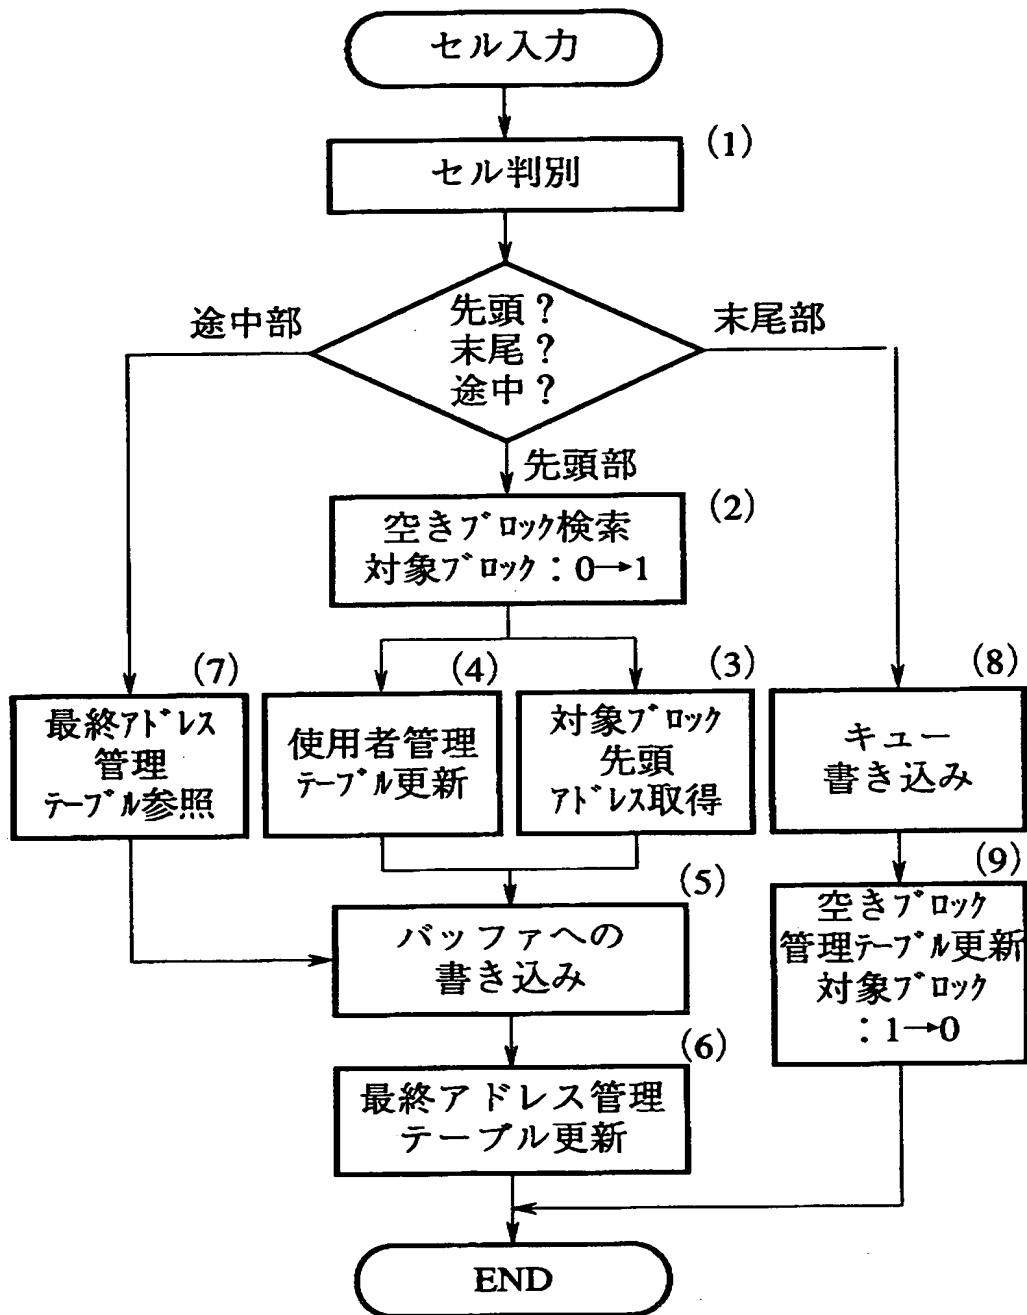 セル入力
(1)
セル判別
途中部
先頭?
末尾?
途中?
末尾部
先頭部
(2)
空きブロック検索
対象ブロック:0→1
(7)
最終アドレス
管理
テーブル参照
(4)
使用者管理
テーブル更新
(3)
対象ブロック
先頭
アドレス取得
(8)
キュー
書き込み
(5)
バッファへの
書き込み
(9)
空きブロック
管理テーブル更新
対象ブロック
:1→0
(6)
最終アドレス管理
テーブル更新
END